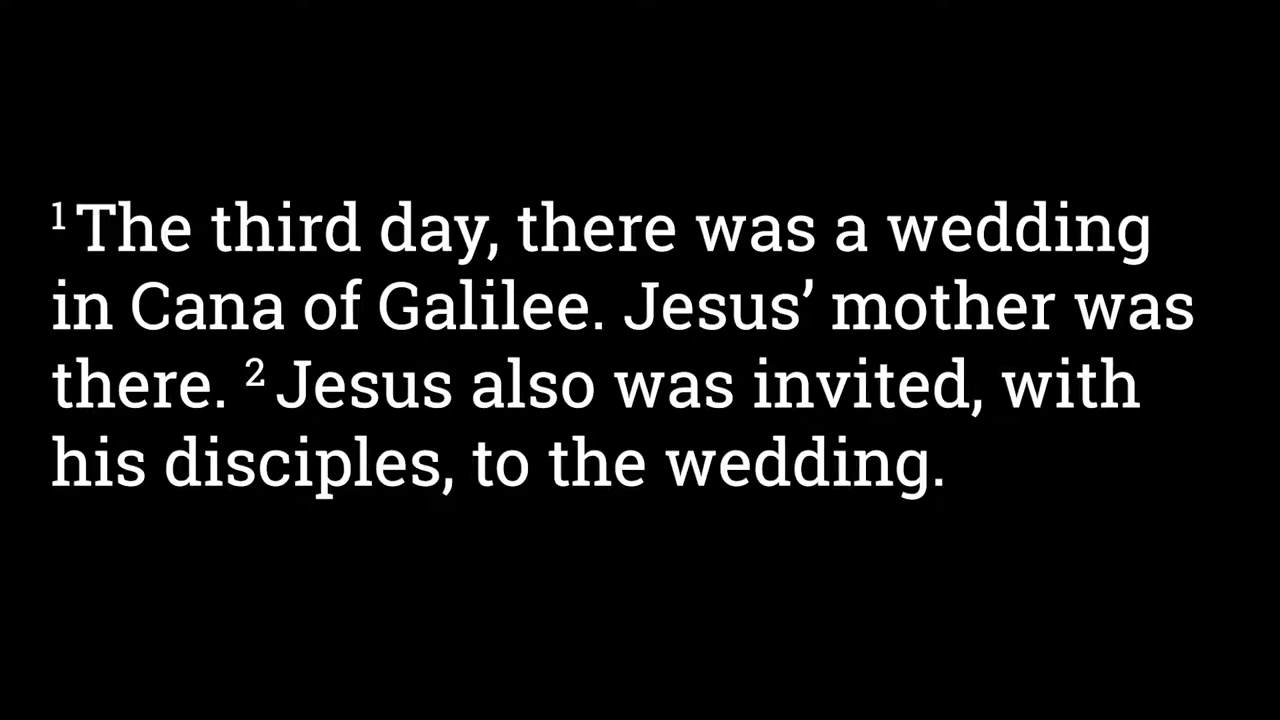 ¹The third day, there was a wedding
in Cana of Galilee. Jesus’ mother was
there. ²Jesus also was invited, with
his disciples, to the wedding.